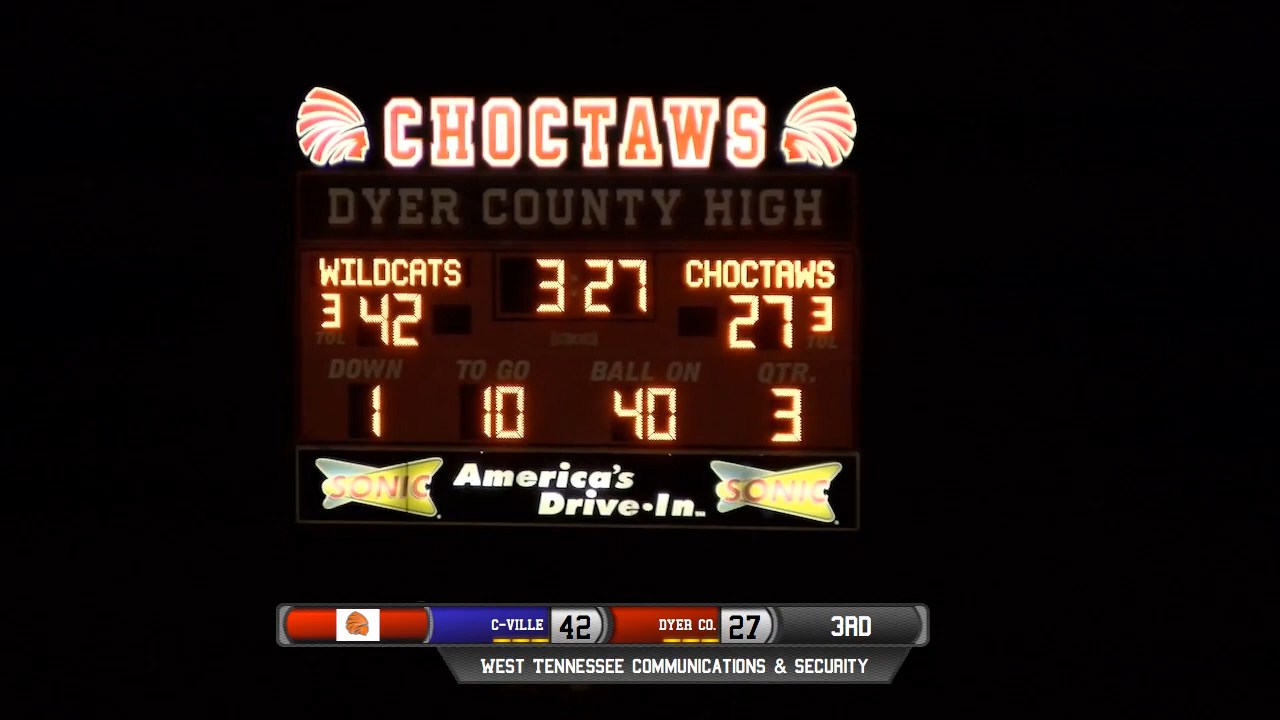 CHOCTAWS
DYER COUNTY HIGH
WILDCATS 3:27 CHOCTAWS
3 42 27 3
TOL TOL
DOWN TO GO BALL ON QTR.
1 10 40 3
SONIC America's Drive-In. SONIC
C-VILLE 42 DYER CO. 27 3RD
WEST TENNESSEE COMMUNICATIONS & SECURITY